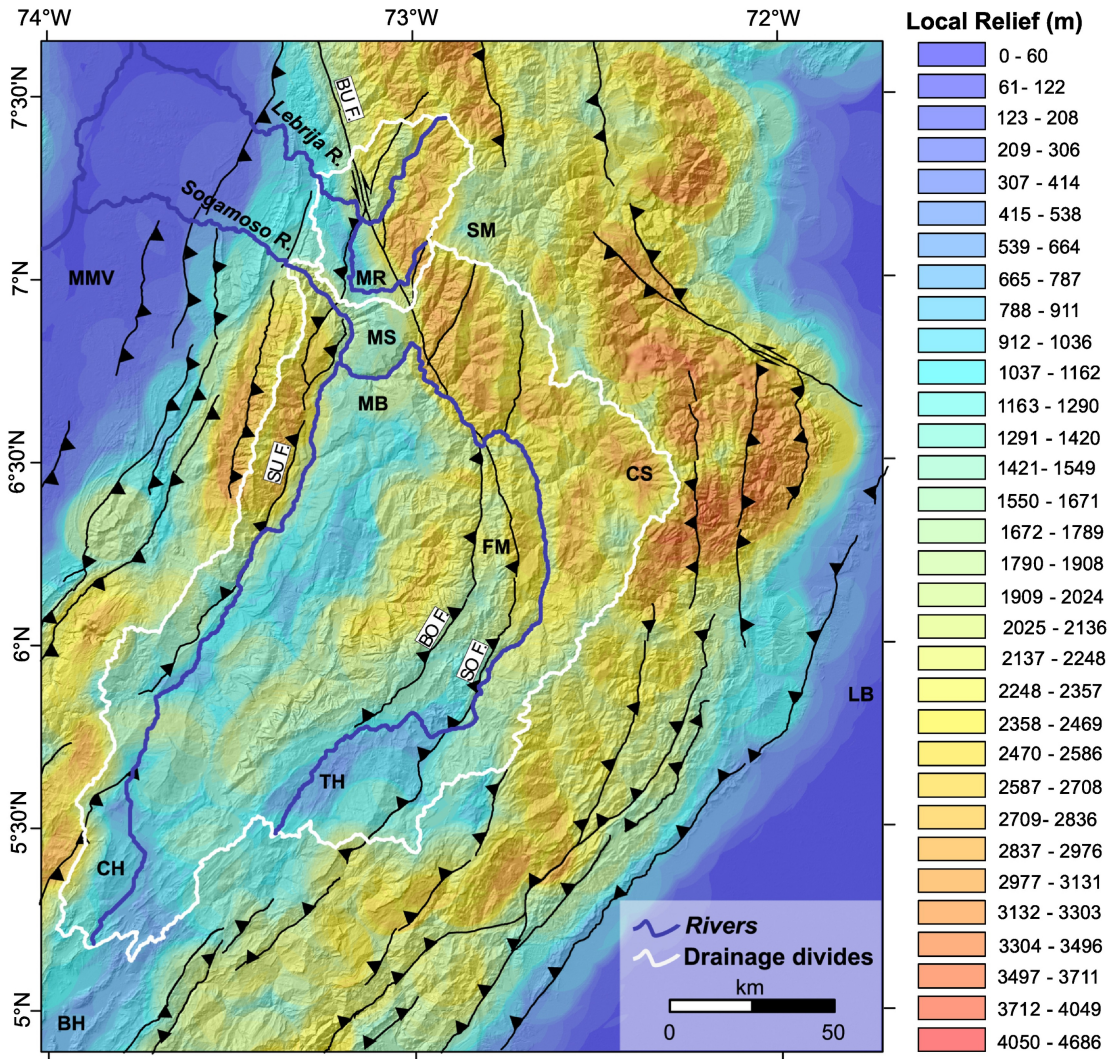 74°W 73°W 72°W
Local Relief (m)
0 - 60
61- 122
123 - 208
209 - 306
307 - 414
415 - 538
539 - 664
665 - 787
788 - 911
912 - 1036
1037 - 1162
1163 - 1290
1291 - 1420
1421- 1549
1550 - 1671
1672 - 1789
1790 - 1908
1909 - 2024
2025 - 2136
2137 - 2248
2248 - 2357
2358 - 2469
2470 - 2586
2587 - 2708
2709- 2836
2837 - 2976
2977 - 3131
3132 - 3303
3304 - 3496
3497 - 3711
3712 - 4049
4050 - 4686
7°30'N
7°N
6°30'N
6°N
5°30'N
5°N
BU F.
Lebrija R.
Sogamoso R.
SM
MMV
MR
MS
MB
SU F.
CS
FM
BO F.
SO F.
LB
TH
CH
BH
Rivers
Drainage divides
km
0 50